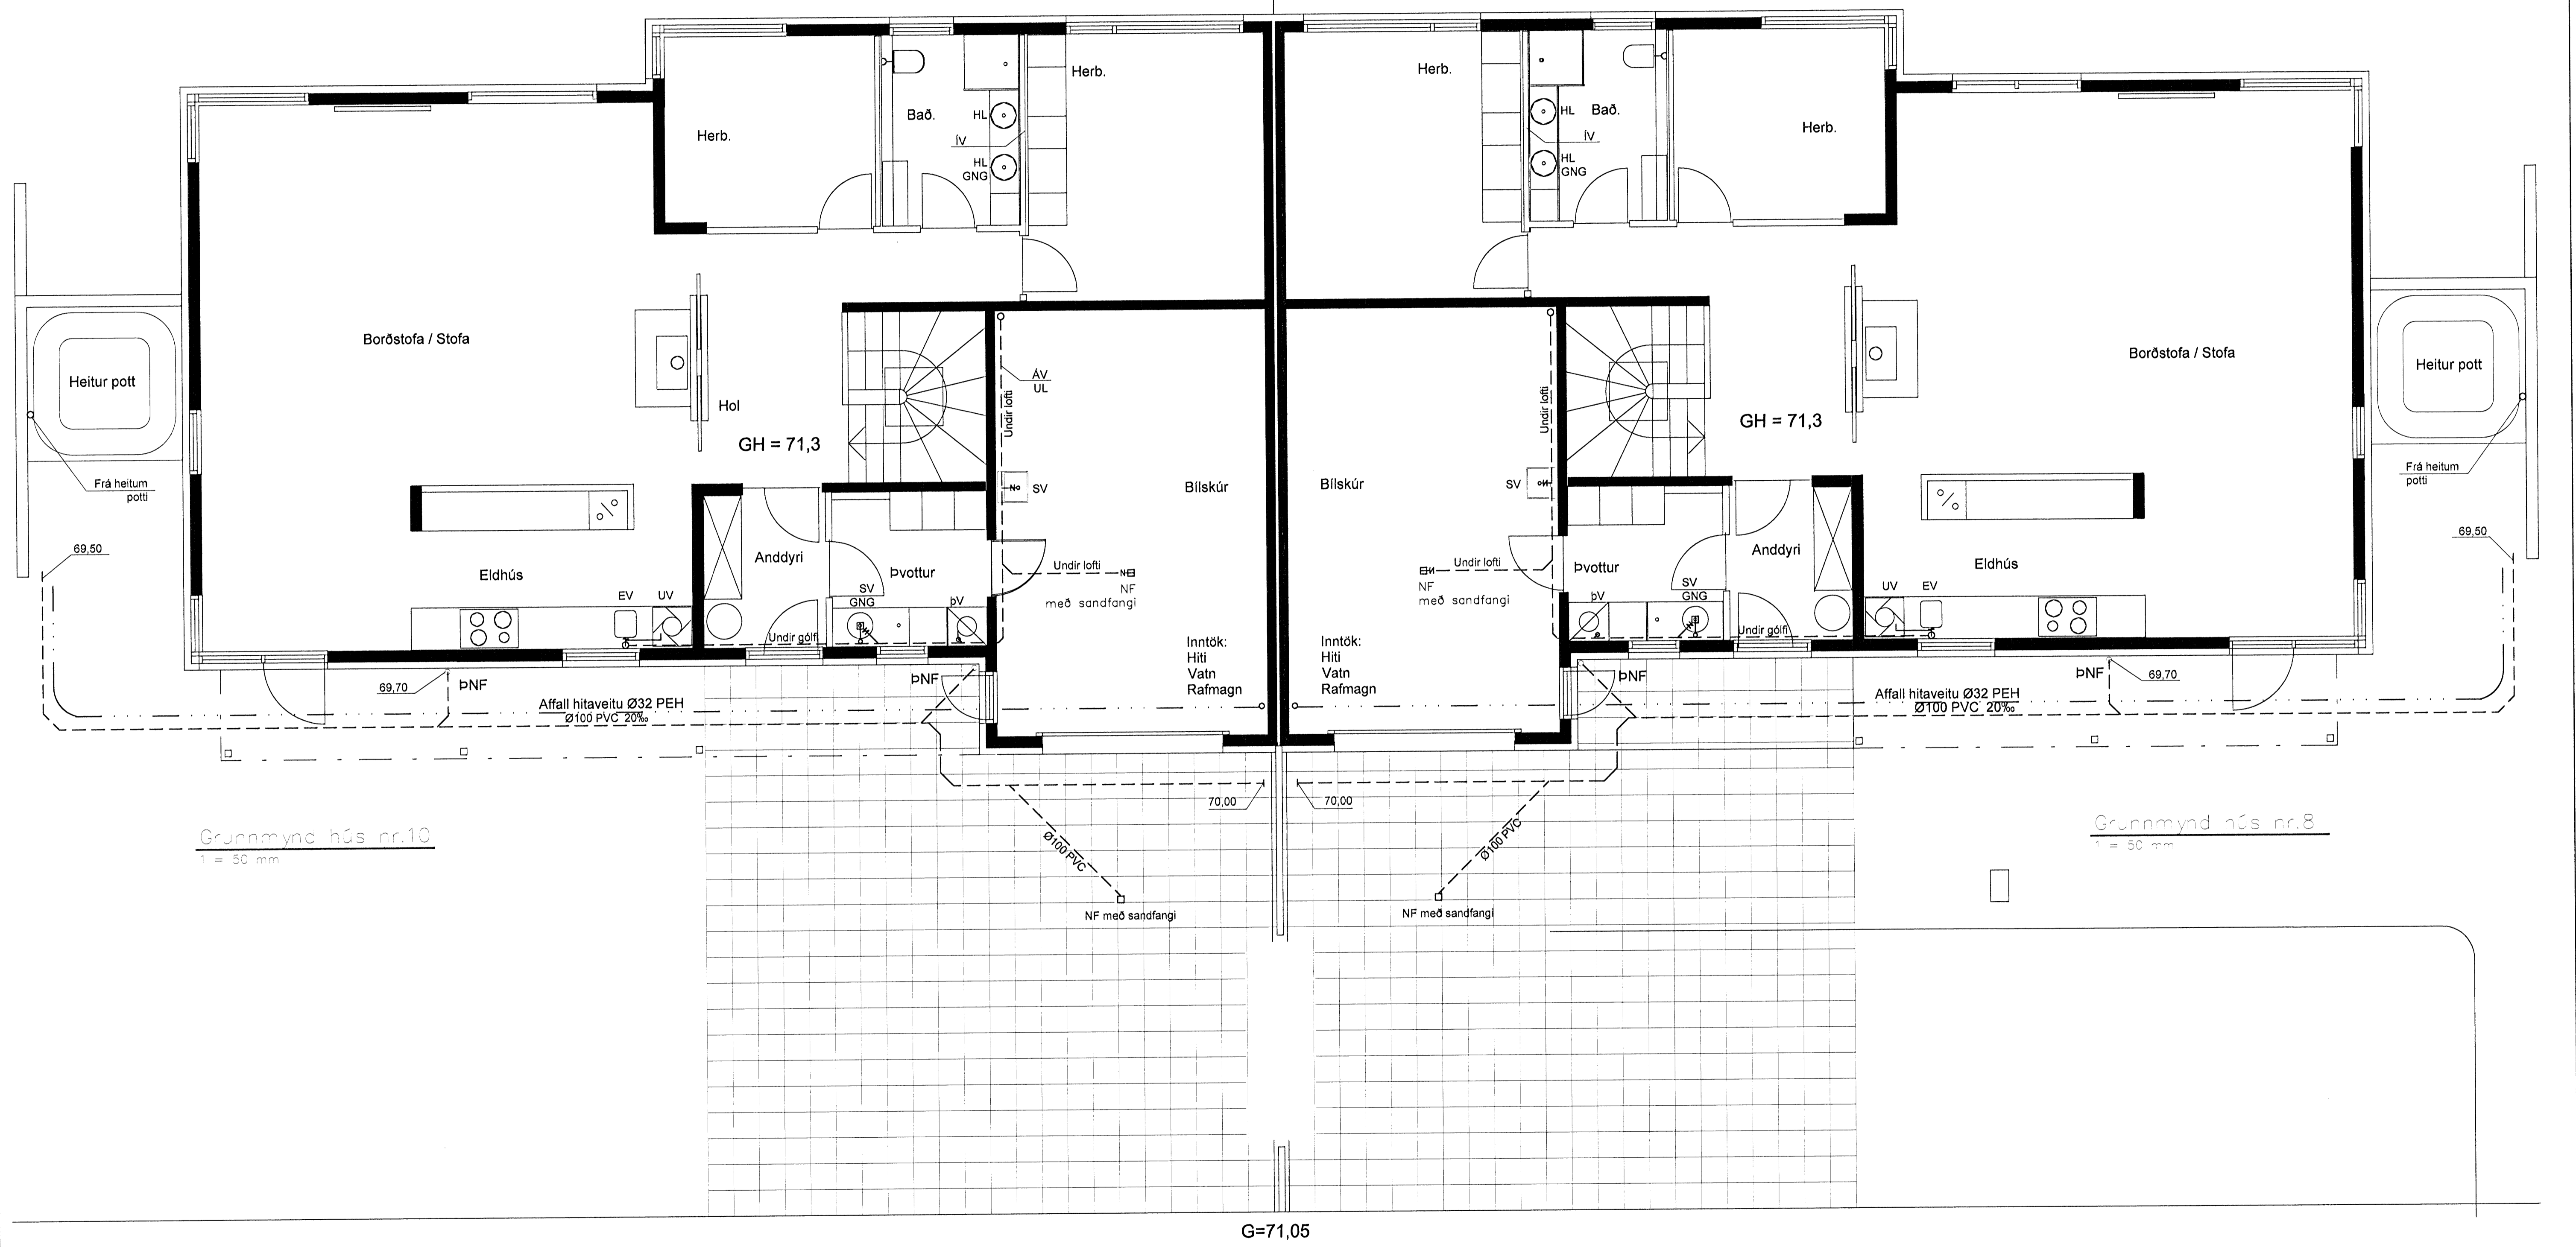 Herb.
Herb.
Bað.
HL
ÍV
HL
GNG
Herb.
HL
Bað.
ÍV
HL
GNG
Herb.
Borðstofa / Stofa
Heitur pott
Hol
GH = 71,3
ÁV
UL
Undir lofti
Undir lofti
GH = 71,3
Borðstofa / Stofa
Heitur pott
Frá heitum
potti
SV
Bílskúr
Bílskúr
SV
Frá heitum
potti
69,50
Eldhús
EV
UV
Anddyri
SV
GNG
Þvottur
ÞV
Undir gólfi
Undir lofti
NF
með sandfangi
Inntök:
Hiti
Vatn
Rafmagn
Inntök:
Hiti
Vatn
Rafmagn
Undir lofti
NF
með sandfangi
Þvottur
ÞV
SV
GNG
Anddyri
Undir gólfi
UV
EV
Eldhús
69,50
69,70
ÞNF
Affall hitaveitu Ø32 PEH
Ø100 PVC 20‰
ÞNF
ÞNF
Affall hitaveitu Ø32 PEH
Ø100 PVC 20‰
ÞNF
69,70
70,00
70,00
Ø100 PVC
Ø100 PVC
NF með sandfangi
NF með sandfangi
Grunnmynd hús nr.10
1 = 50 mm
Grunnmynd hús nr.8
1 = 50 mm
G=71,05